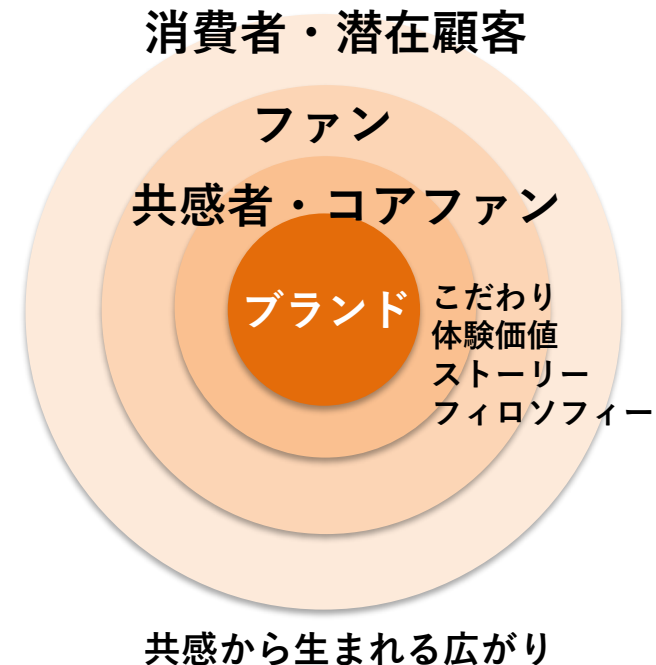 消費者・潜在顧客
ファン
共感者・コアファン
ブランド
こだわり
体験価値
ストーリー
フィロソフィー
共感から生まれる広がり